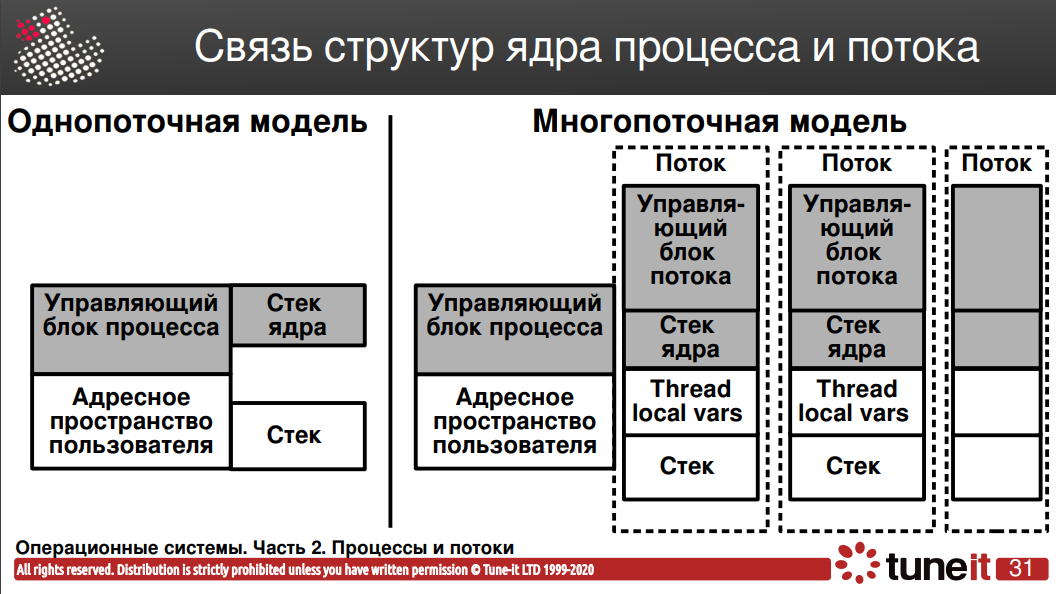 Связь структур ядра процесса и потока
Однопоточная модель
Управляющий
блок процесса
Стек
ядра
Адресное
пространство
пользователя
Стек
Многопоточная модель
Управляющий
блок процесса
Адресное
пространство
пользователя
Поток
Управля-
ющий
блок
потока
Стек
ядра
Thread
local vars
Стек
Поток
Управля-
ющий
блок
потока
Стек
ядра
Thread
local vars
Стек
Поток
Операционные системы. Часть 2. Процессы и потоки
All rights reserved. Distribution is strictly prohibited unless you have written permission © Tune-it LTD 1999-2020
tuneit
31